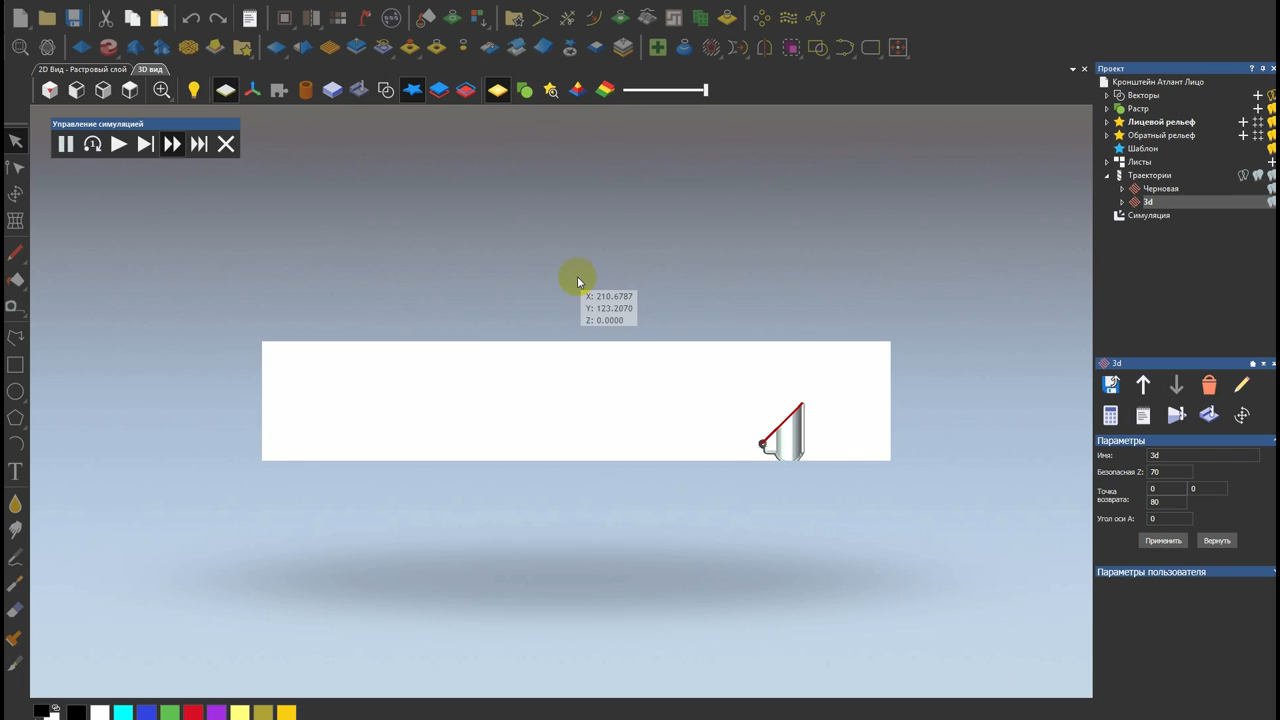 2D Вид - Растровый слой
3D вид
Управление симуляцией
X: 210.6787
Y: 123.2070
Z: 0.0000
Проект
Кронштейн Атлант Лицо
Векторы
Растр
Лицевой рельеф
Обратный рельеф
Шаблон
Листы
Траектории
Черновая
3d
Симуляция
3d
Параметры
Имя: 3d
Безопасная Z: 70
Точка возврата: 0 0
80
Угол оси А: 0
Применить Вернуть
Параметры пользователя